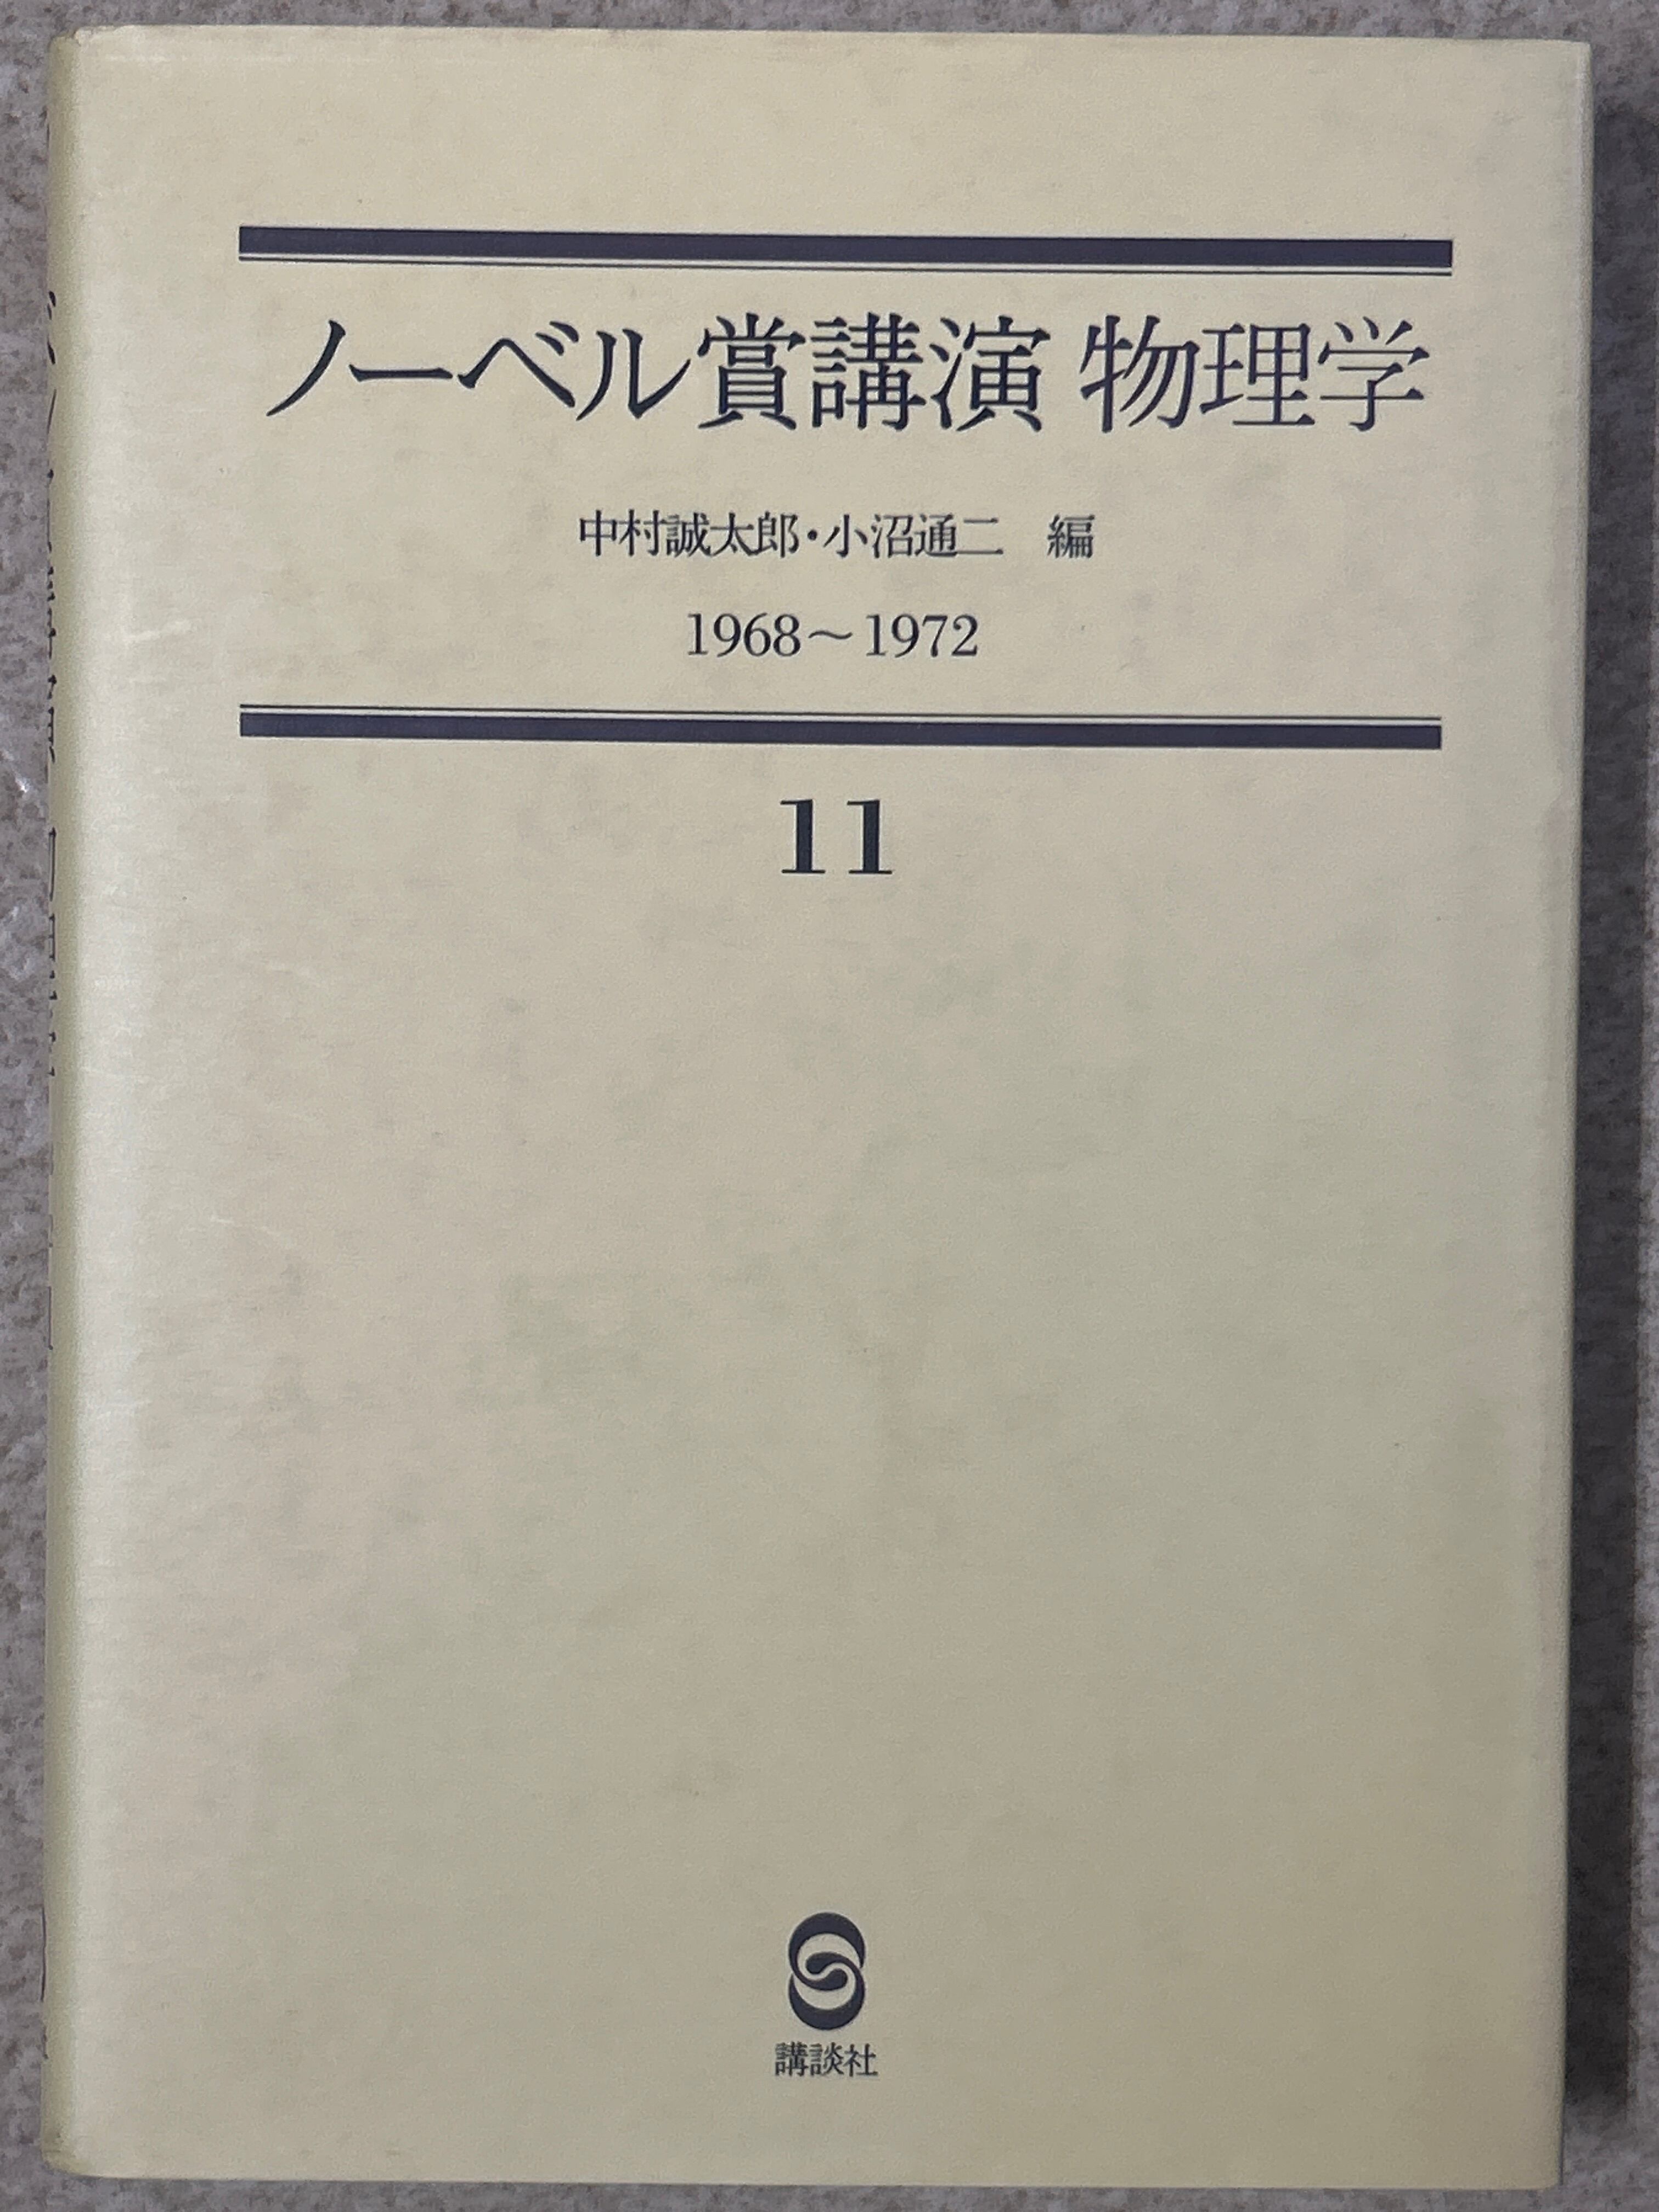 ノーベル賞講演 物理学
中村誠太郎・小沼通二 編
1968〜1972
11
講談社